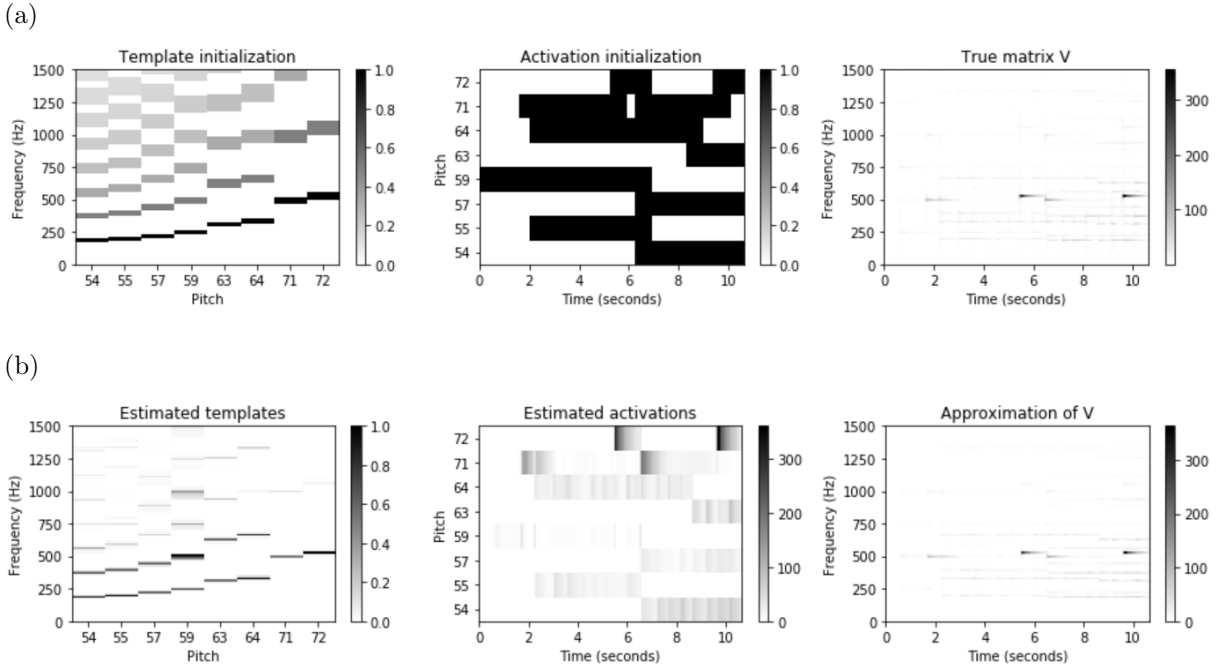 (a)
Template initialization
Activation initialization
True matrix V
1500
1250
1000
750
500
250
0
Frequency (Hz)
54 55 57 59 63 64 71 72
Pitch
1.0
0.8
0.6
0.4
0.2
0.0
72
71
64
63
59
57
55
54
Pitch
0 2 4 6 8 10
Time (seconds)
1.0
0.8
0.6
0.4
0.2
0.0
1500
1250
1000
750
500
250
0
Frequency (Hz)
0 2 4 6 8 10
Time (seconds)
300
200
100
(b)
Estimated templates
Estimated activations
Approximation of V
1500
1250
1000
750
500
250
0
Frequency (Hz)
54 55 57 59 63 64 71 72
Pitch
1.0
0.8
0.6
0.4
0.2
0.0
72
71
64
63
59
57
55
54
Pitch
0 2 4 6 8 10
Time (seconds)
300
200
100
0
1500
1250
1000
750
500
250
0
Frequency (Hz)
0 2 4 6 8 10
Time (seconds)
300
200
100
0